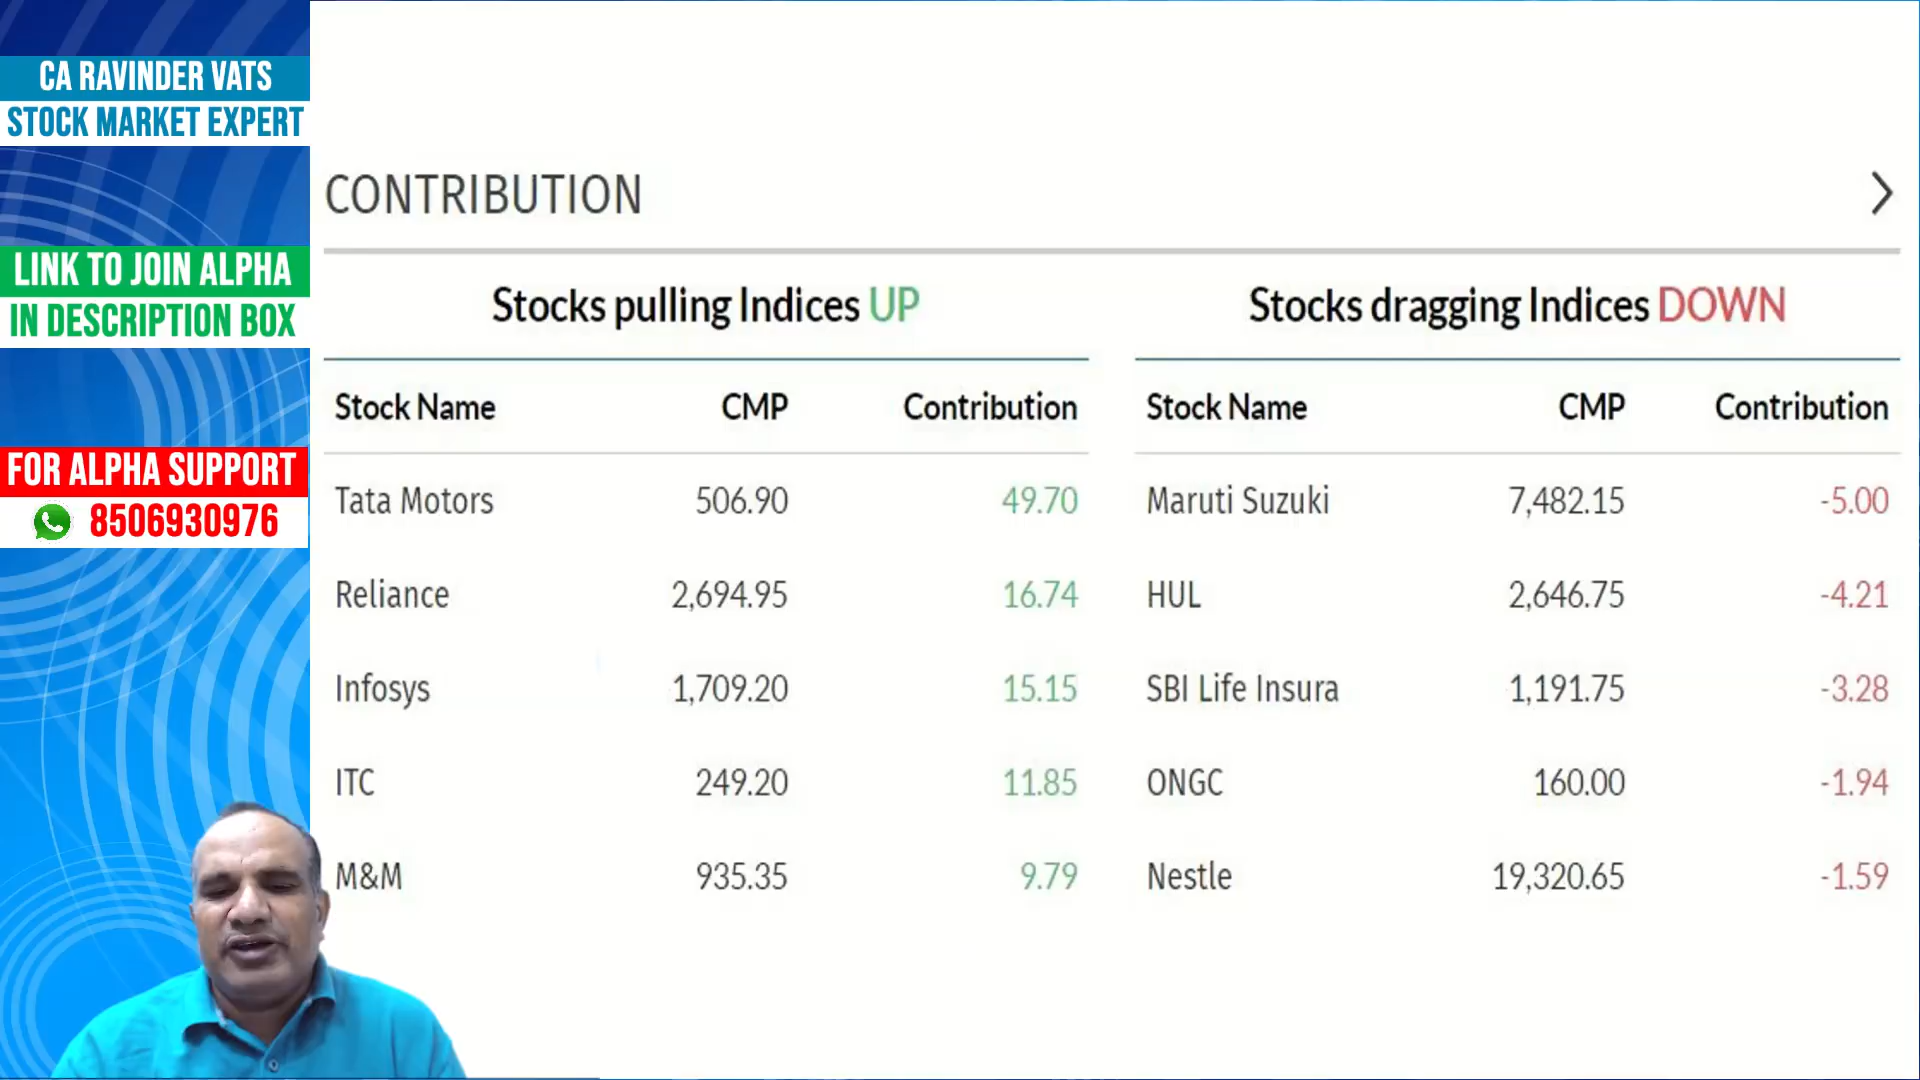 CA RAVINDER VATS
STOCK MARKET EXPERT
LINK TO JOIN ALPHA
IN DESCRIPTION BOX
FOR ALPHA SUPPORT
8506930976
CONTRIBUTION
Stocks pulling Indices UP
Stock Name CMP Contribution
Tata Motors 506.90 49.70
Reliance 2,694.95 16.74
Infosys 1,709.20 15.15
ITC 249.20 11.85
M&M 935.35 9.79
Stocks dragging Indices DOWN
Stock Name CMP Contribution
Maruti Suzuki 7,482.15 -5.00
HUL 2,646.75 -4.21
SBI Life Insura 1,191.75 -3.28
ONGC 160.00 -1.94
Nestle 19,320.65 -1.59